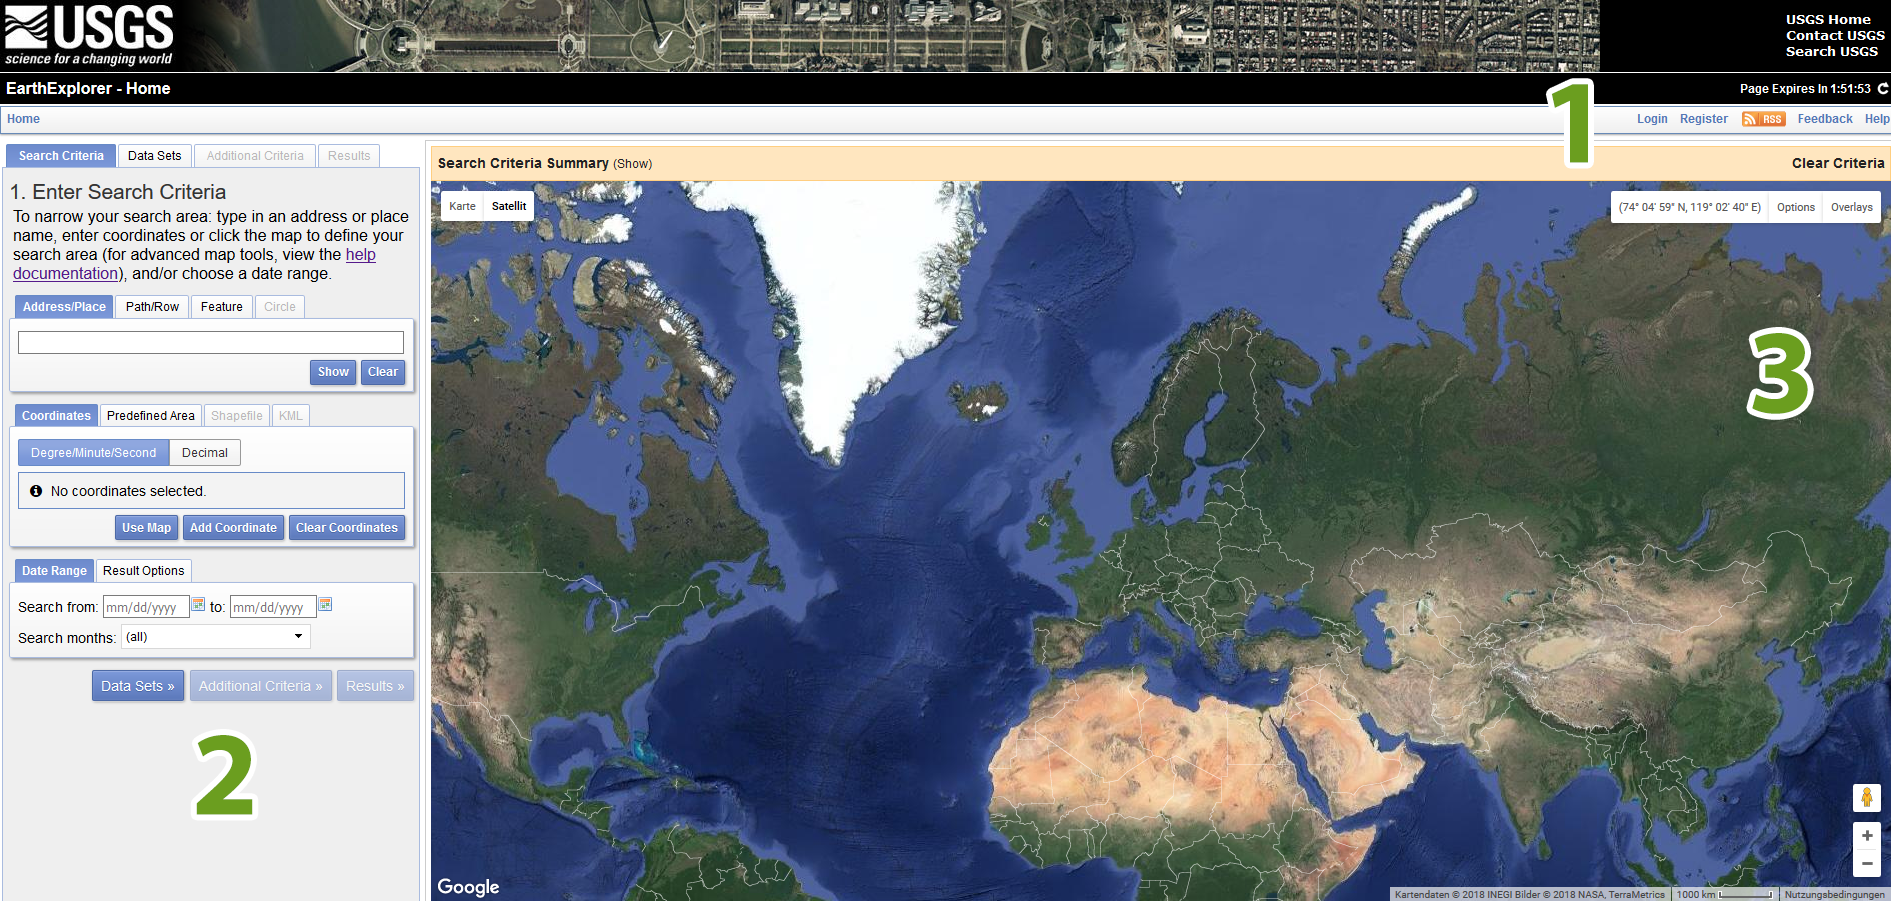 USGS
science for a changing world
USGS Home
Contact USGS
Search USGS
EarthExplorer - Home
Page Expires In 1:51:53
1
Home
Login Register RSS Feedback Help
Search Criteria Data Sets Additional Criteria Results
Search Criteria Summary (Show)
Clear Criteria
1. Enter Search Criteria
To narrow your search area: type in an address or place
name, enter coordinates or click the map to define your
search area (for advanced map tools, view the help
documentation), and/or choose a date range.
Address/Place Path/Row Feature Circle
Show Clear
Coordinates Predefined Area Shapefile KML
Degree/Minute/Second Decimal
No coordinates selected.
Use Map Add Coordinate Clear Coordinates
Date Range Result Options
Search from: mm/dd/yyyy to: mm/dd/yyyy
Search months: (all)
Data Sets » Additional Criteria » Results »
2
Karte Satellit
(74° 04' 59" N, 119° 02' 40" E) Options Overlays
3
+
−
Google
Kartendaten © 2018 INEGI Bilder © 2018 NASA, TerraMetrics 1000 km Nutzungsbedingungen